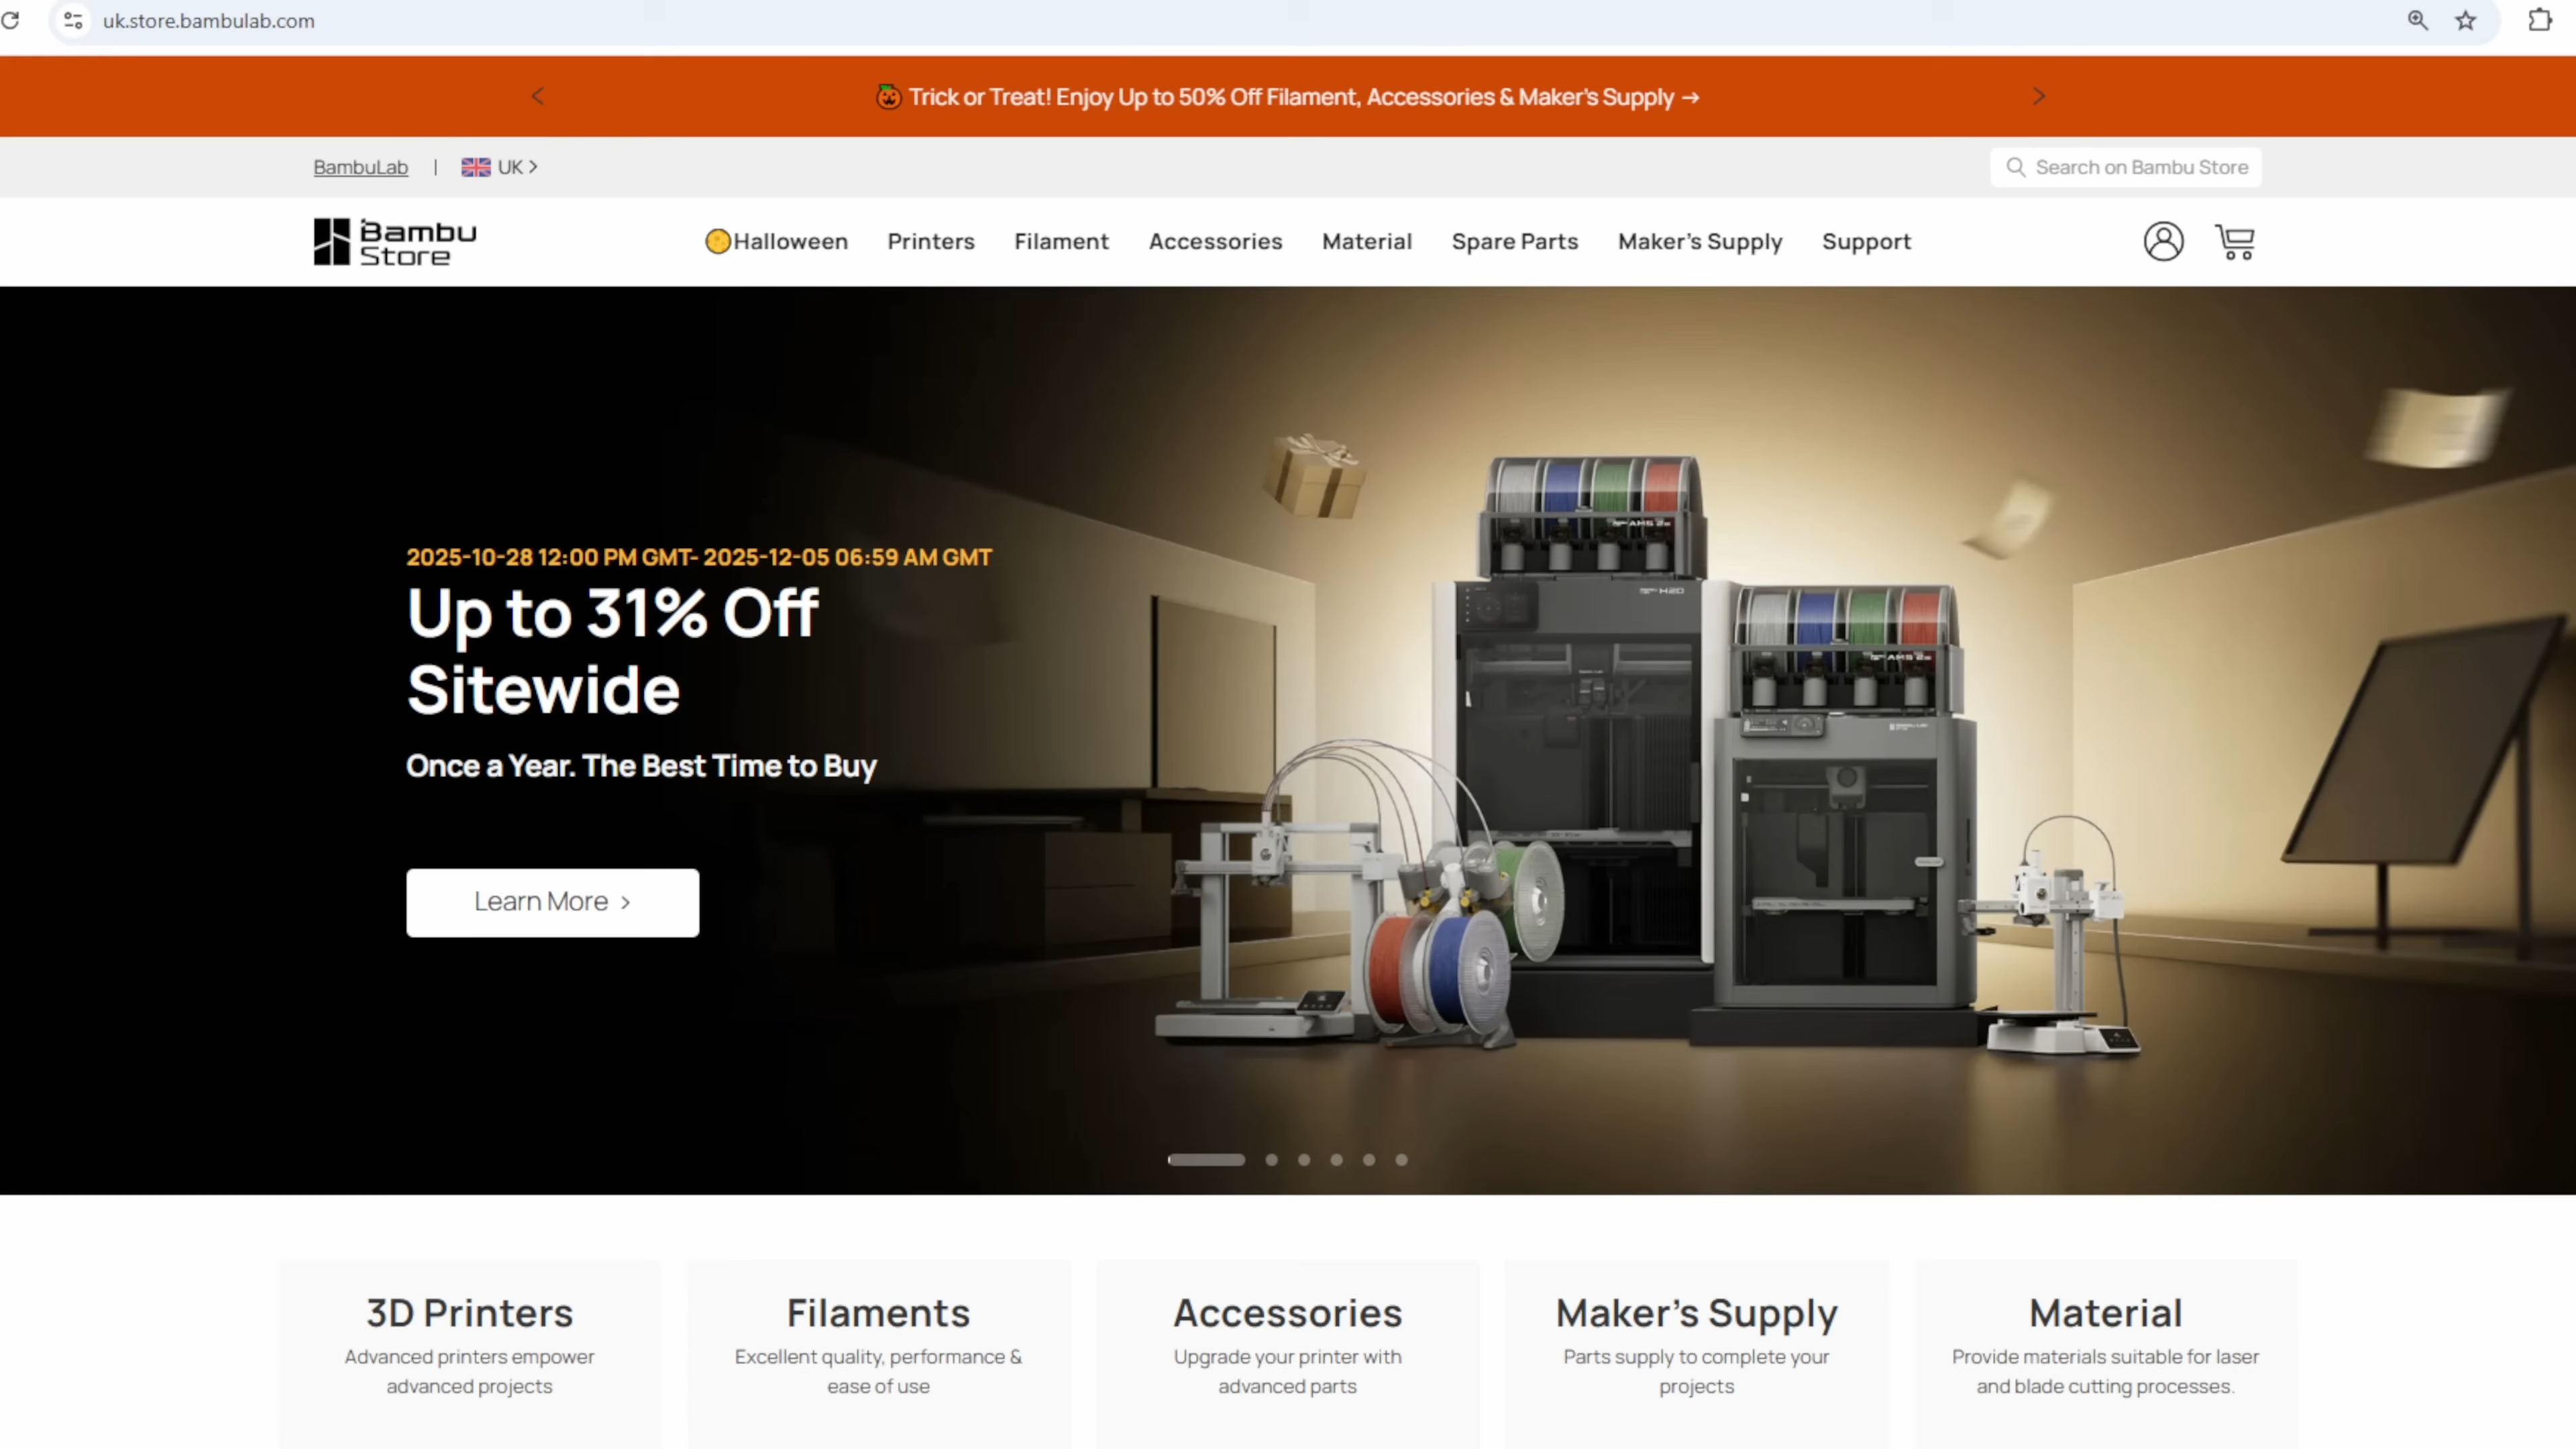 uk.store.bambulab.com
🎃 Trick or Treat! Enjoy Up to 50% Off Filament, Accessories & Maker's Supply →
BambuLab | UK >
Search on Bambu Store
Bambu
Store
Halloween Printers Filament Accessories Material Spare Parts Maker's Supply Support
2025-10-28 12:00 PM GMT- 2025-12-05 06:59 AM GMT
Up to 31% Off
Sitewide
Once a Year. The Best Time to Buy
Learn More >
AMS 2
H2D
AMS 2
3D Printers
Advanced printers empower
advanced projects
Filaments
Excellent quality, performance &
ease of use
Accessories
Upgrade your printer with
advanced parts
Maker's Supply
Parts supply to complete your
projects
Material
Provide materials suitable for laser
and blade cutting processes.